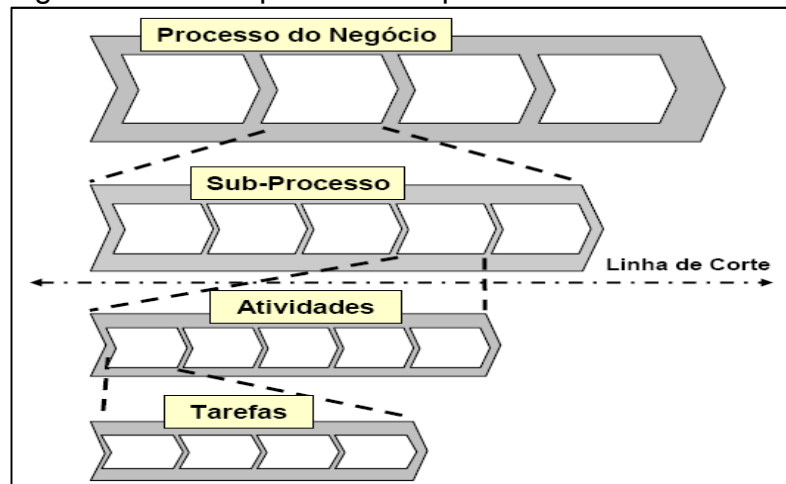 Processo do Negócio
Sub-Processo
Linha de Corte
Atividades
Tarefas